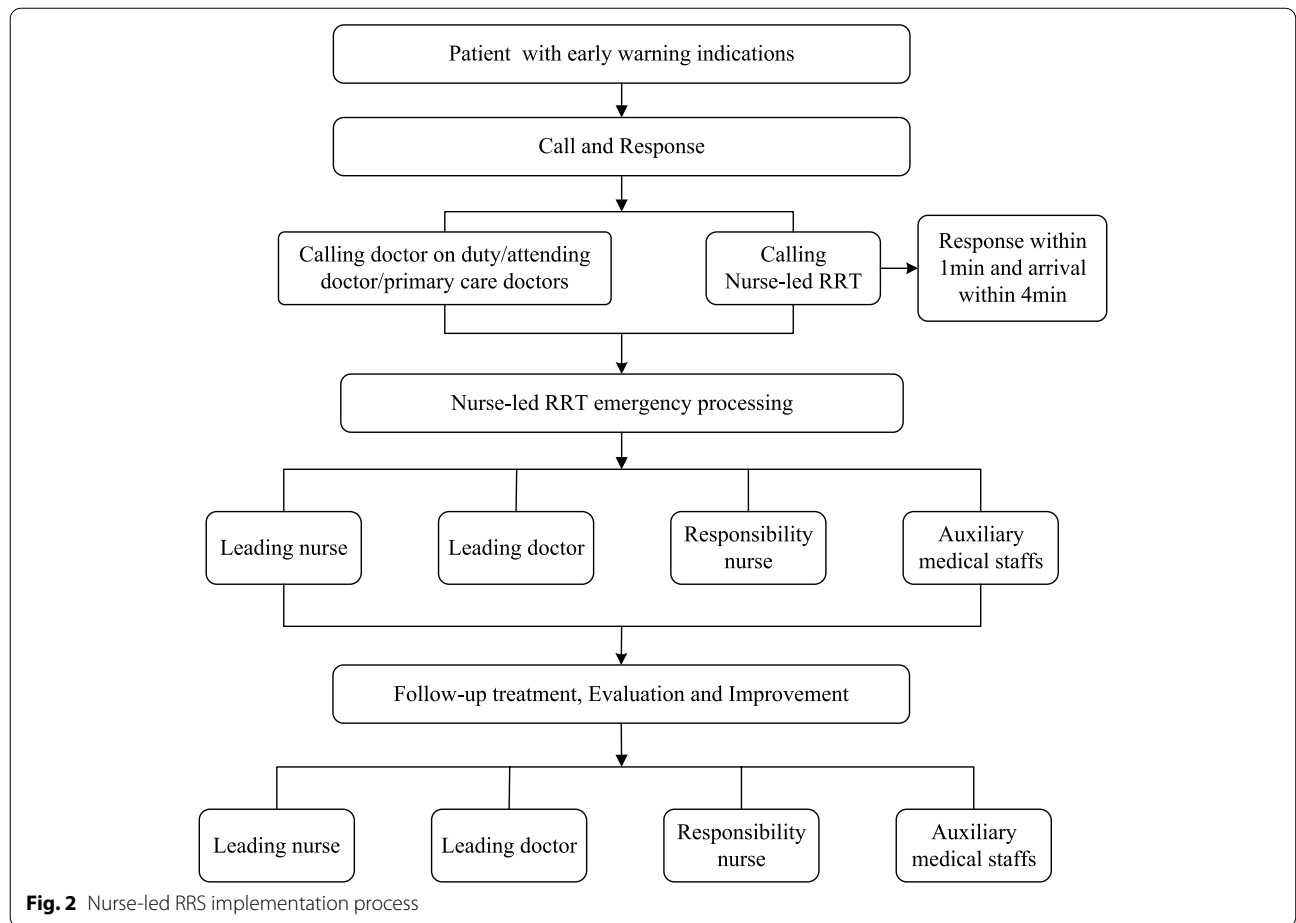 Patient with early warning indications
Call and Response
Calling doctor on duty/attending
doctor/primary care doctors
Calling
Nurse-led RRT
Response within
1min and arrival
within 4min
Nurse-led RRT emergency processing
Leading nurse
Leading doctor
Responsibility
nurse
Auxiliary
medical staffs
Follow-up treatment, Evaluation and Improvement
Leading nurse
Leading doctor
Responsibility
nurse
Auxiliary
medical staffs
Fig. 2 Nurse-led RRS implementation process